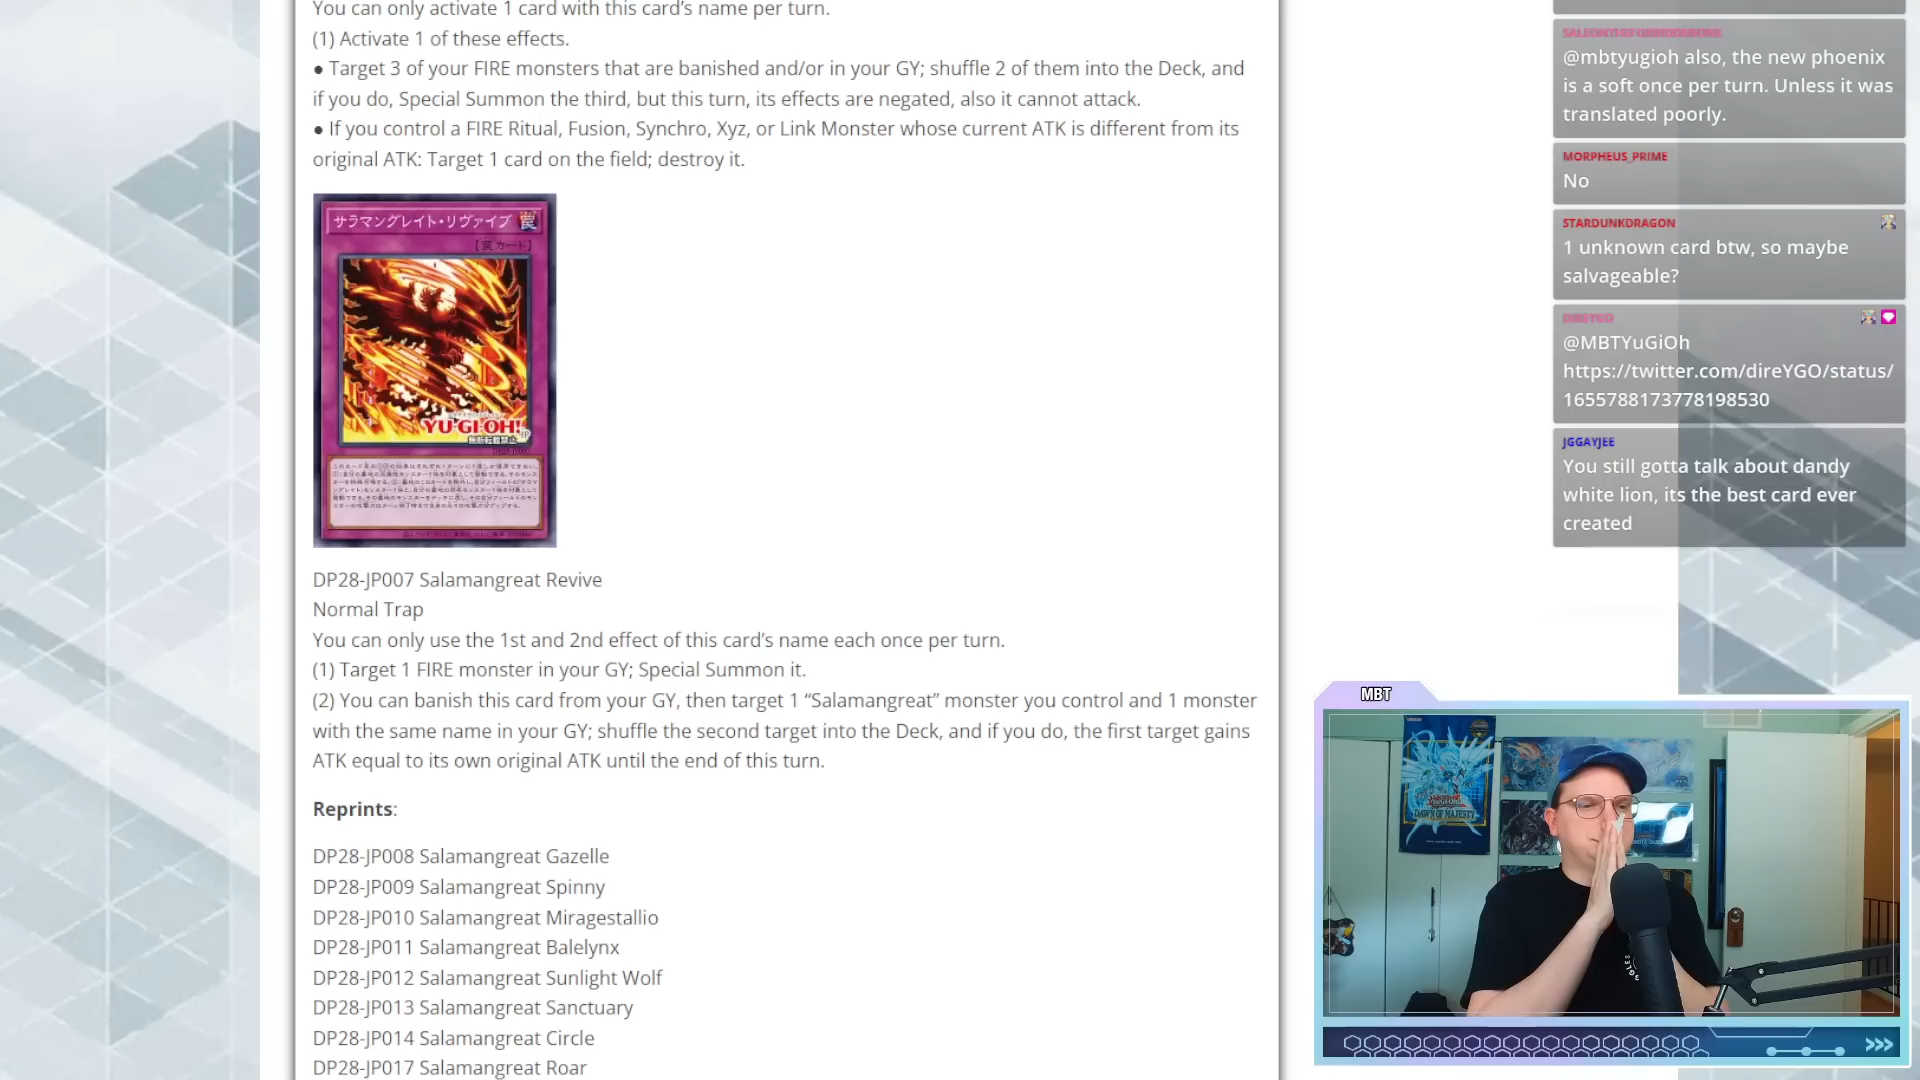 You can only activate 1 card with this card's name per turn.
(1) Activate 1 of these effects.
● Target 3 of your FIRE monsters that are banished and/or in your GY; shuffle 2 of them into the Deck, and
if you do, Special Summon the third, but this turn, its effects are negated, also it cannot attack.
● If you control a FIRE Ritual, Fusion, Synchro, Xyz, or Link Monster whose current ATK is different from its
original ATK: Target 1 card on the field; destroy it.
サラマングレイト・リヴァイブ 罠
【罠カード】
YU-GI-OH!
DP28-JP007 Salamangreat Revive
Normal Trap
You can only use the 1st and 2nd effect of this card's name each once per turn.
(1) Target 1 FIRE monster in your GY; Special Summon it.
(2) You can banish this card from your GY, then target 1 “Salamangreat” monster you control and 1 monster
with the same name in your GY; shuffle the second target into the Deck, and if you do, the first target gains
ATK equal to its own original ATK until the end of this turn.
Reprints:
DP28-JP008 Salamangreat Gazelle
DP28-JP009 Salamangreat Spinny
DP28-JP010 Salamangreat Miragestallio
DP28-JP011 Salamangreat Balelynx
DP28-JP012 Salamangreat Sunlight Wolf
DP28-JP013 Salamangreat Sanctuary
DP28-JP014 Salamangreat Circle
DP28-JP017 Salamangreat Roar
@mbtyugioh also, the new phoenix
is a soft once per turn. Unless it was
translated poorly.
MORPHEUS_PRIME
No
STARDUNKDRAGON
1 unknown card btw, so maybe
salvageable?
DIREYGO
@MBTYuGiOh
https://twitter.com/direYGO/status/
1655788173778198530
JGGAYJEE
You still gotta talk about dandy
white lion, its the best card ever
created
MBT
DAWN OF MAJESTY